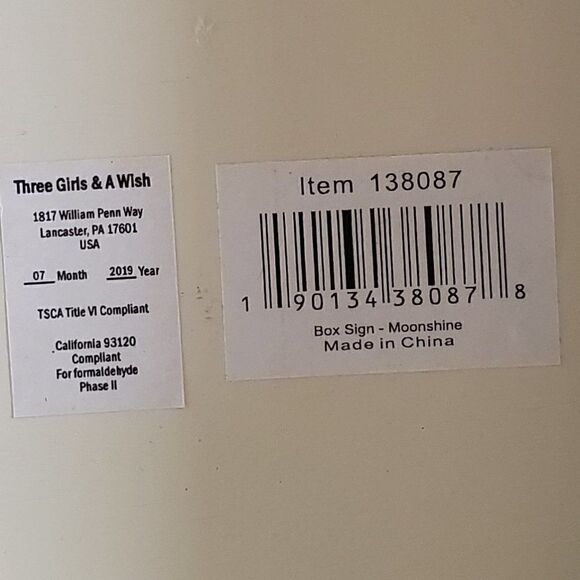 Three Girls & A Wish
1817 William Penn Way
Lancaster, PA 17601
USA
07 Month 2019 Year
TSCA Title VI Compliant
California 93120
Compliant
For formaldehyde
Phase II
Item 138087
1 90134 38087 8
Box Sign - Moonshine
Made in China